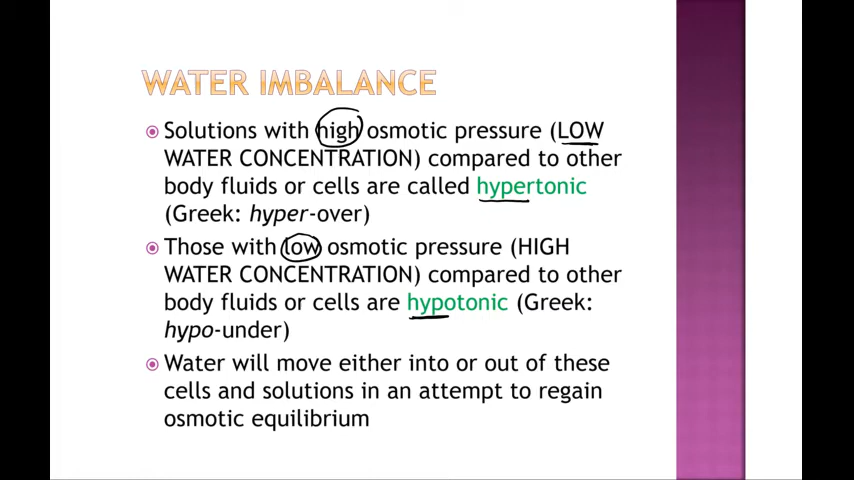 WATER IMBALANCE
Solutions with high osmotic pressure (LOW
WATER CONCENTRATION) compared to other
body fluids or cells are called hypertonic
(Greek: hyper-over)
Those with low osmotic pressure (HIGH
WATER CONCENTRATION) compared to other
body fluids or cells are hypotonic (Greek:
hypo-under)
Water will move either into or out of these
cells and solutions in an attempt to regain
osmotic equilibrium